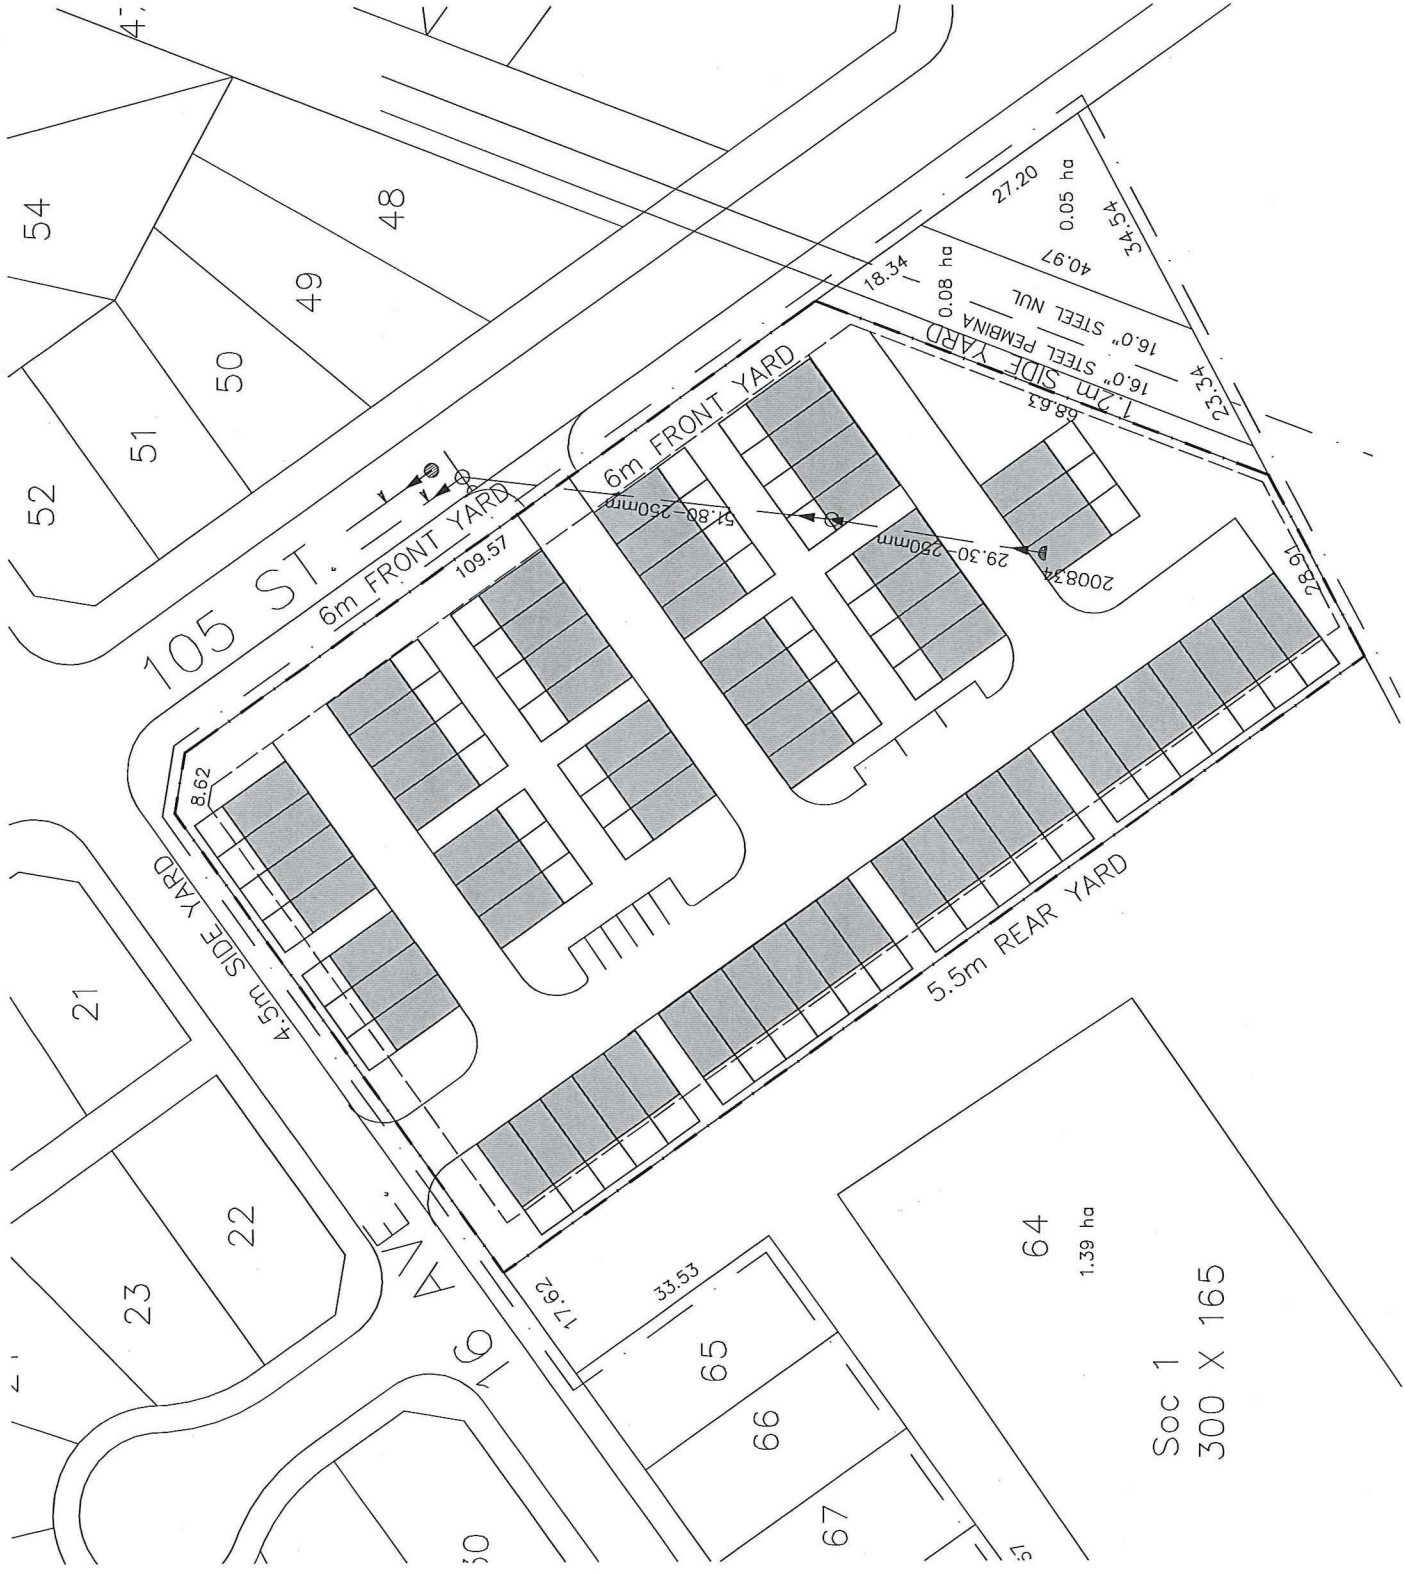 54
48
49
50
51
52
105 ST.
6m FRONT YARD
109.57
6m FRONT YARD
51.80-250mm
29.30-250mm
200834
18.34
27.20
0.05 ha
0.08 ha
34.54
40.97
16.0" STEEL NUL
16.0" STEEL PEMBINA
1.2m SIDE YARD
68.63
23.34
28.91
8.62
4.5m SIDE YARD
5.5m REAR YARD
21
22
23
16 AVE.
17.62
33.53
65
66
67
64
1.39 ha
Soc 1
300 X 165